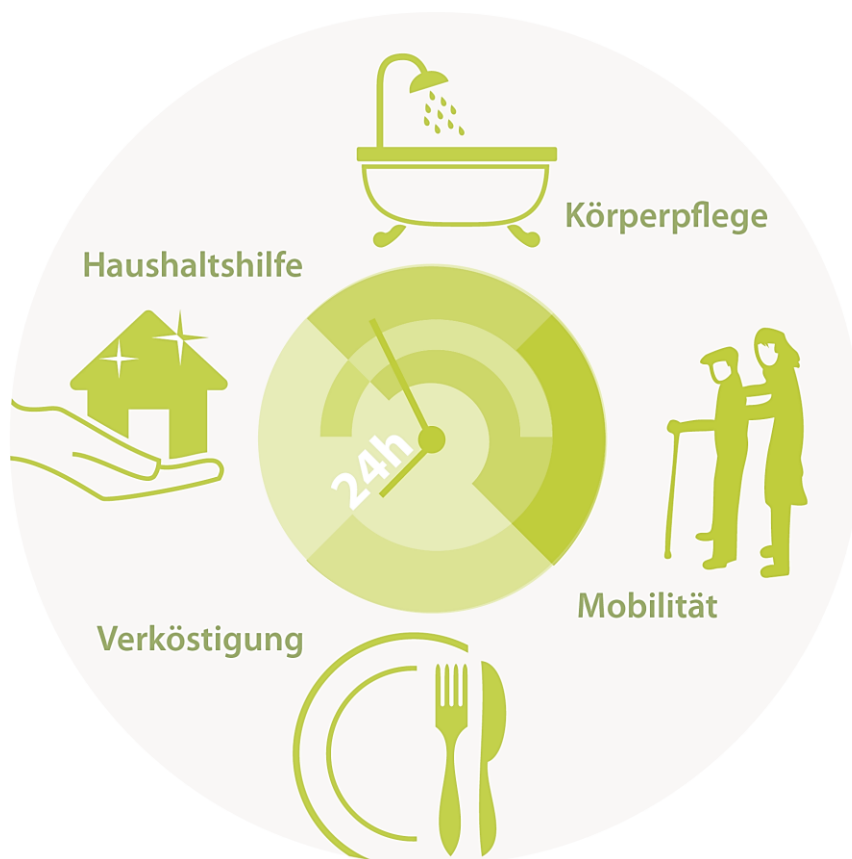 Körperpflege
Haushaltshilfe
24h
Mobilität
Verköstigung